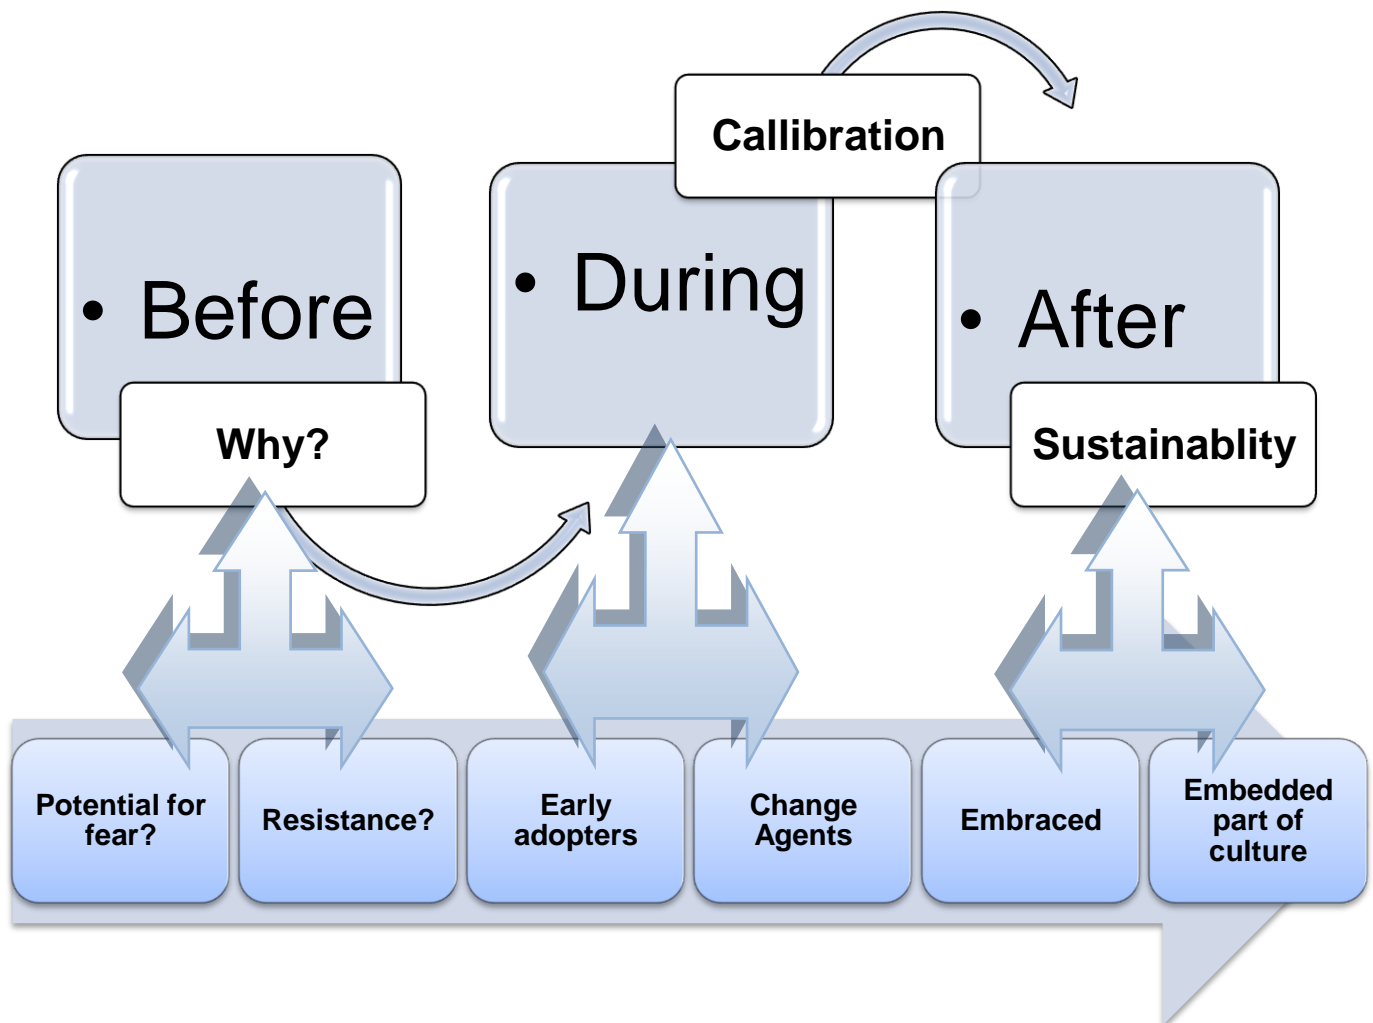 Callibration
• Before
• During
• After
Why?
Sustainablity
Potential for
fear?
Resistance?
Early
adopters
Change
Agents
Embraced
Embedded
part of
culture